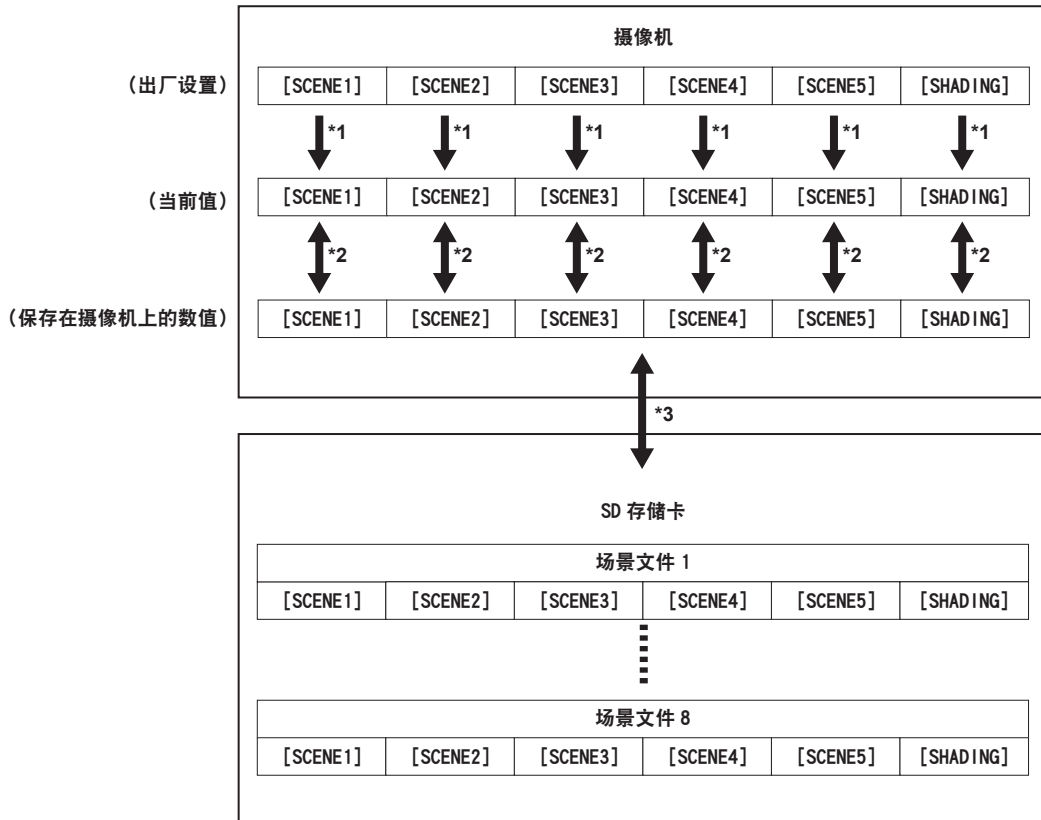 摄像机
（出厂设置） [SCENE1] [SCENE2] [SCENE3] [SCENE4] [SCENE5] [SHADING]
*1 *1 *1 *1 *1 *1
（当前值） [SCENE1] [SCENE2] [SCENE3] [SCENE4] [SCENE5] [SHADING]
*2 *2 *2 *2 *2 *2
（保存在摄像机上的数值） [SCENE1] [SCENE2] [SCENE3] [SCENE4] [SCENE5] [SHADING]
*3
SD 存储卡
场景文件 1
[SCENE1] [SCENE2] [SCENE3] [SCENE4] [SCENE5] [SHADING]
场景文件 8
[SCENE1] [SCENE2] [SCENE3] [SCENE4] [SCENE5] [SHADING]